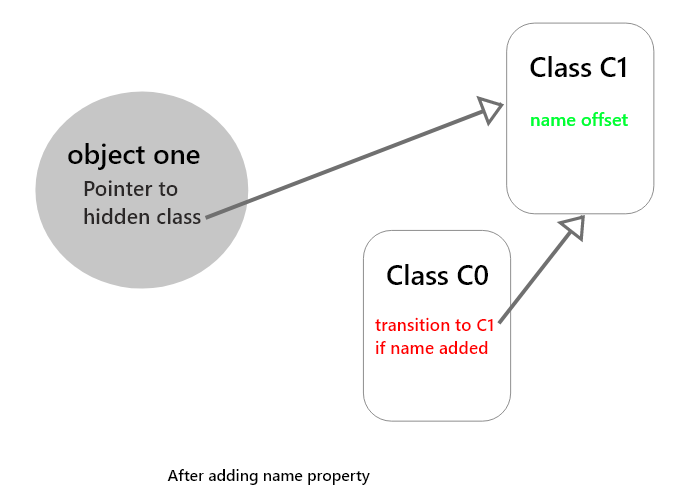 object one
Pointer to
hidden class
Class C1
name offset
Class C0
transition to C1
if name added
After adding name property